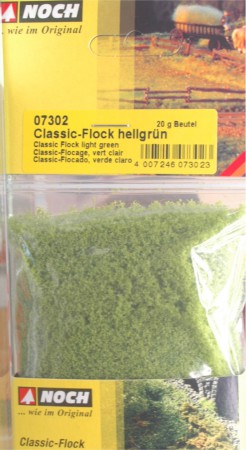 NOCH
... wie im Original
07302
20 g Beutel
Classic-Flock hellgrün
Classic Flock light green
Classic-Flocage, vert clair
Classic-Flocado, verde claro
4 007246 073023
NOCH
... wie im Original
Classic-Flock